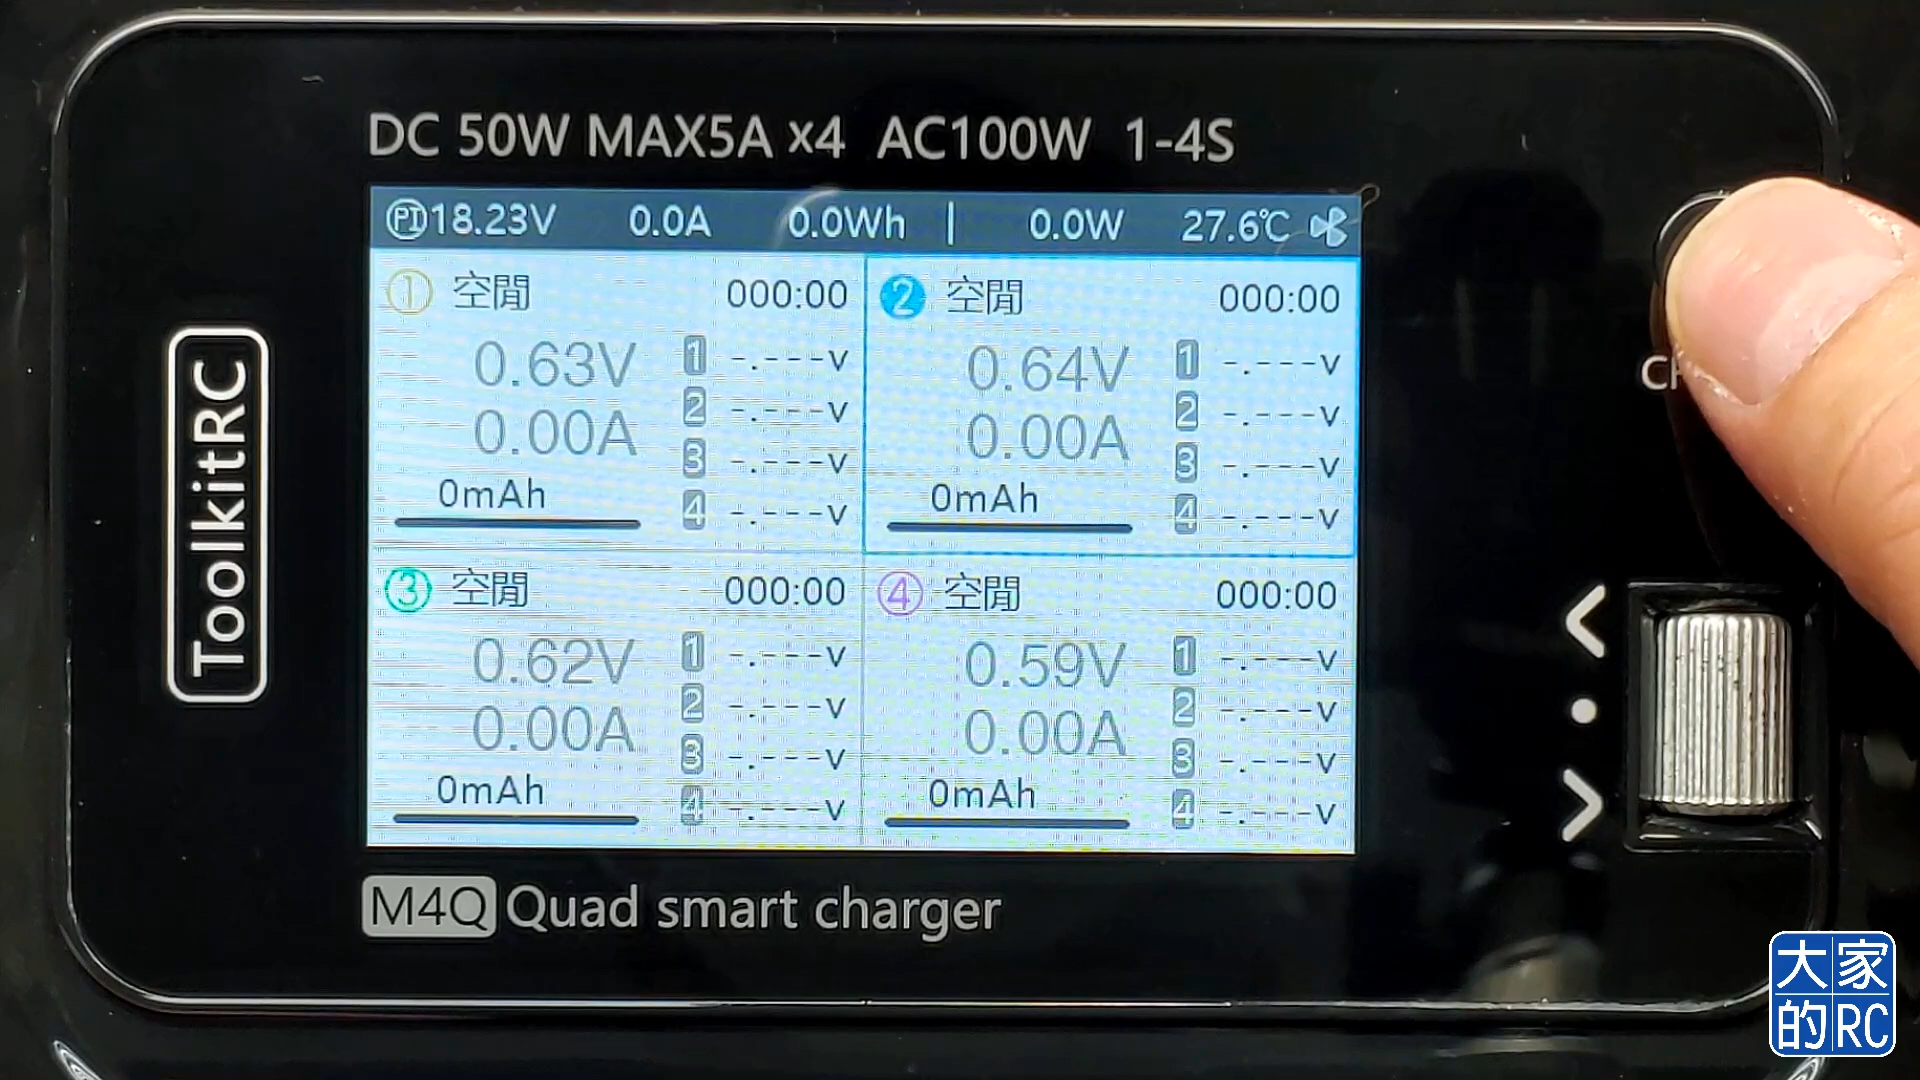 DC 50W MAX5A x4 AC100W 1-4S
PD 18.23V 0.0A 0.0Wh | 0.0W 27.6℃
① 空閒 000:00
0.63V
0.00A
0mAh
1 -.---V
2 -.---V
3 -.---V
4 -.---V
2 空閒 000:00
0.64V
0.00A
0mAh
1 -.---V
2 -.---V
3 -.---V
4 -.---V
③ 空閒 000:00
0.62V
0.00A
0mAh
1 -.---V
2 -.---V
3 -.---V
4 -.---V
④ 空閒 000:00
0.59V
0.00A
0mAh
1 -.---V
2 -.---V
3 -.---V
4 -.---V
ToolkitRC
M4Q Quad smart charger
大家
的RC